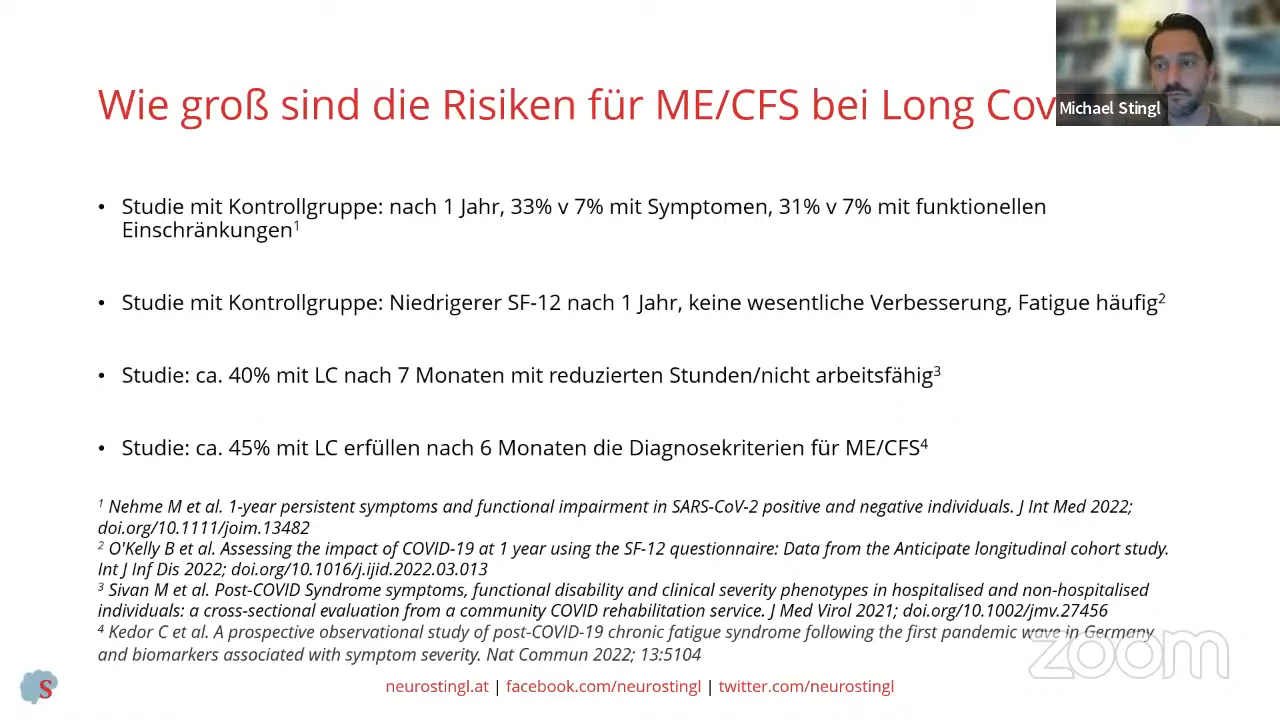 Wie groß sind die Risiken für ME/CFS bei Long Cov
Michael Stingl
• Studie mit Kontrollgruppe: nach 1 Jahr, 33% v 7% mit Symptomen, 31% v 7% mit funktionellen
Einschränkungen¹
• Studie mit Kontrollgruppe: Niedrigerer SF-12 nach 1 Jahr, keine wesentliche Verbesserung, Fatigue häufig²
• Studie: ca. 40% mit LC nach 7 Monaten mit reduzierten Stunden/nicht arbeitsfähig³
• Studie: ca. 45% mit LC erfüllen nach 6 Monaten die Diagnosekriterien für ME/CFS⁴
¹ Nehme M et al. 1-year persistent symptoms and functional impairment in SARS-CoV-2 positive and negative individuals. J Int Med 2022;
doi.org/10.1111/joim.13482
² O'Kelly B et al. Assessing the impact of COVID-19 at 1 year using the SF-12 questionnaire: Data from the Anticipate longitudinal cohort study.
Int J Inf Dis 2022; doi.org/10.1016/j.ijid.2022.03.013
³ Sivan M et al. Post-COVID Syndrome symptoms, functional disability and clinical severity phenotypes in hospitalised and non-hospitalised
individuals: a cross-sectional evaluation from a community COVID rehabilitation service. J Med Virol 2021; doi.org/10.1002/jmv.27456
⁴ Kedor C et al. A prospective observational study of post-COVID-19 chronic fatigue syndrome following the first pandemic wave in Germany
and biomarkers associated with symptom severity. Nat Commun 2022; 13:5104
zoom
S
neurostingl.at | facebook.com/neurostingl | twitter.com/neurostingl